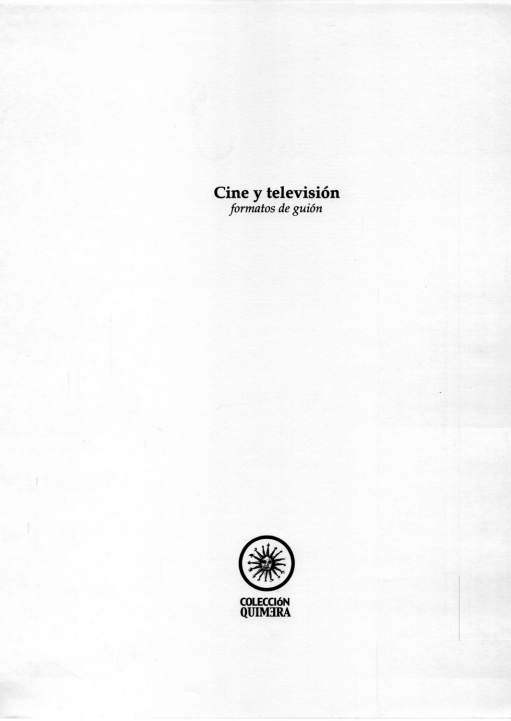 Cine y televisión
formatos de guión
COLECCIÓN
QUIMERA